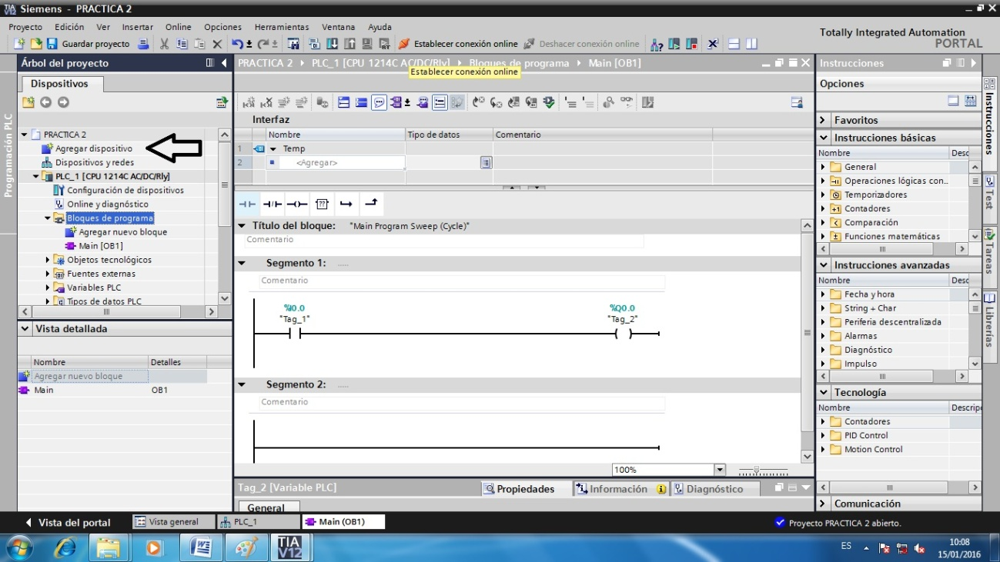 TIA V12 Siemens - PRACTICA 2
Proyecto Edición Ver Insertar Online Opciones Herramientas Ventana Ayuda
Guardar proyecto Establecer conexión online Deshacer conexión online
Totally Integrated Automation
PORTAL
Árbol del proyecto
Dispositivos
Programación PLC
PRACTICA 2
Agregar dispositivo
Dispositivos y redes
PLC_1 [CPU 1214C AC/DC/Rly]
Configuración de dispositivos
Online y diagnóstico
Bloques de programa
Agregar nuevo bloque
Main [OB1]
Objetos tecnológicos
Fuentes externas
Variables PLC
Tipos de datos PLC
Vista detallada
Nombre Detalles
Agregar nuevo bloque
Main OB1
PRACTICA 2 PLC_1 [CPU 1214C AC/DC/Rly] Bloques de programa Main [OB1]
Establecer conexión online
Interfaz
Nombre Tipo de datos Comentario
1 Temp
2 <Agregar>
??
Título del bloque: "Main Program Sweep (Cycle)"
Comentario
Segmento 1: .....
Comentario
%I0.0 %Q0.0
"Tag_1" "Tag_2"
Segmento 2: .....
Comentario
100%
Tag_2 [Variable PLC] Propiedades Información Diagnóstico
General
Instrucciones
Opciones
Favoritos
Instrucciones básicas
Nombre Desc
General
Operaciones lógicas con..
Temporizadores
Contadores
Comparación
Funciones matemáticas
Instrucciones avanzadas
Nombre Desc
Fecha y hora
String + Char
Periferia descentralizada
Alarmas
Diagnóstico
Impulso
Tecnología
Nombre Descrip
Contadores
PID Control
Motion Control
Comunicación
Instrucciones
Test
Tareas
Librerías
Vista del portal Vista general PLC_1 Main (OB1) Proyecto PRACTICA 2 abierto.
TIA
V12
ES 10:08
15/01/2016